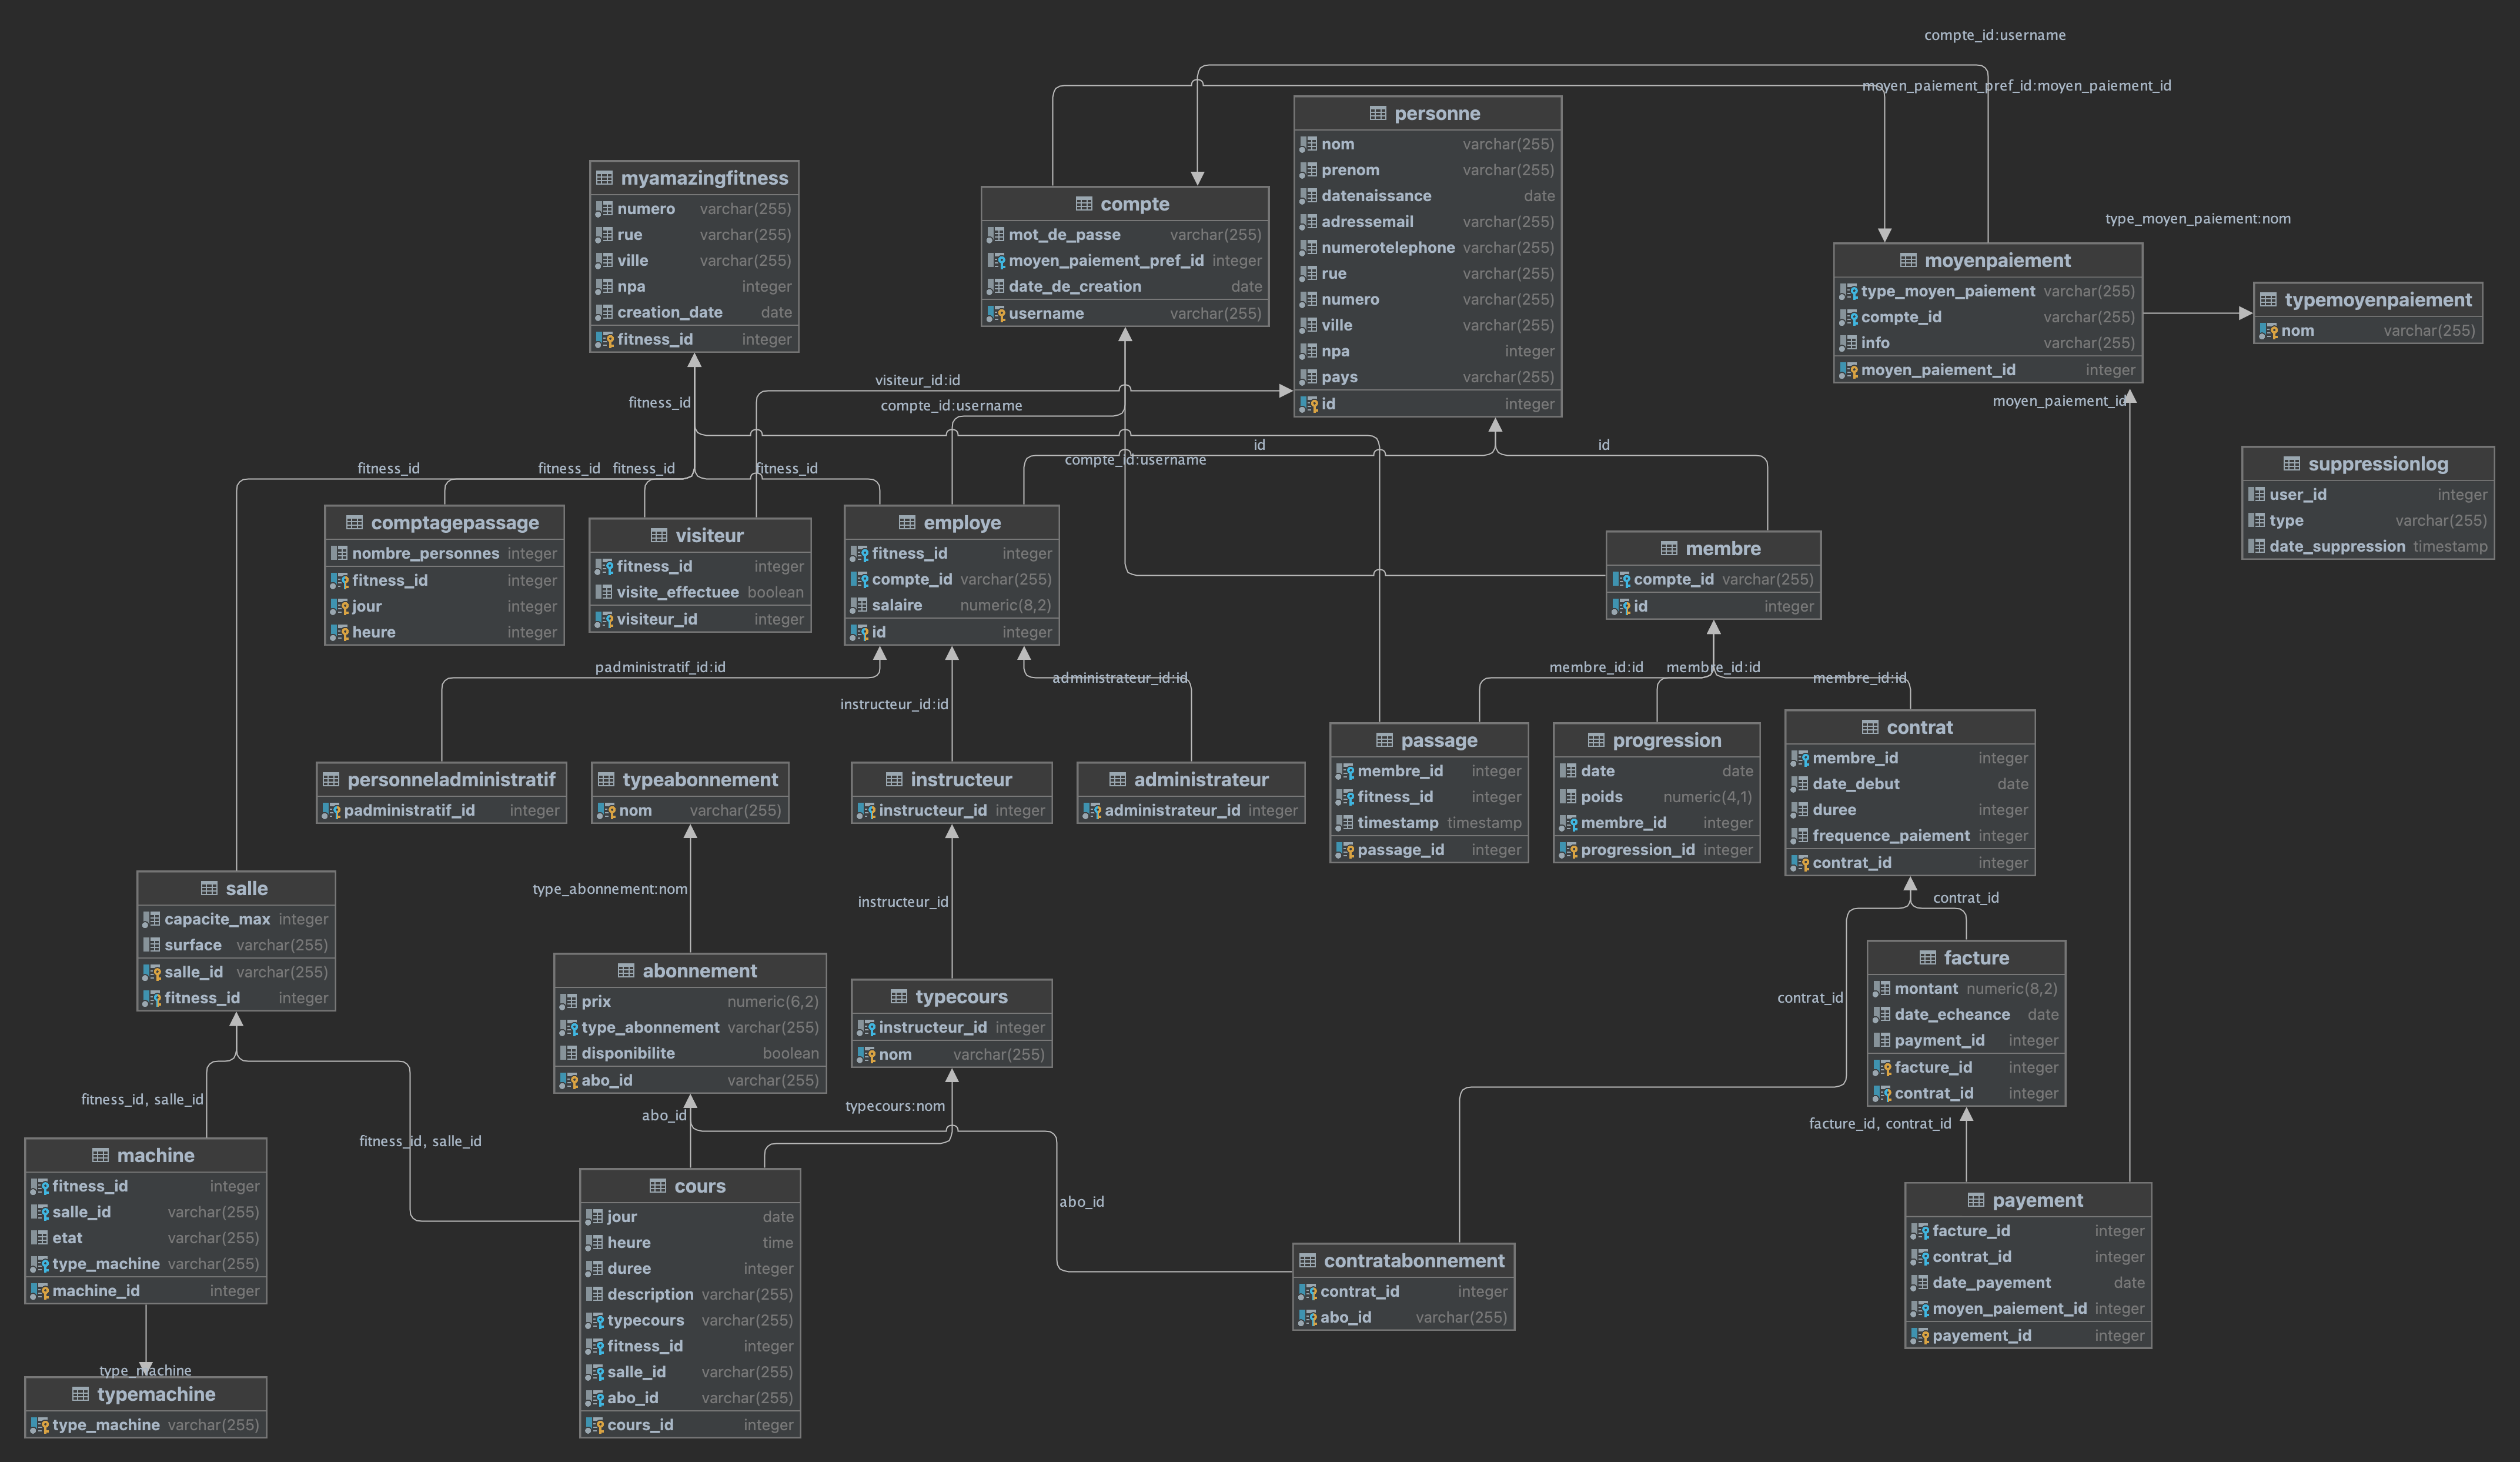 compte_id:username
moyen_paiement_pref_id:moyen_paiement_id
personne
nom varchar(255)
prenom varchar(255)
datenaissance date
adressemail varchar(255)
numerotelephone varchar(255)
rue varchar(255)
numero varchar(255)
ville varchar(255)
npa integer
pays varchar(255)
id integer
myamazingfitness
numero varchar(255)
rue varchar(255)
ville varchar(255)
npa integer
creation_date date
fitness_id integer
compte
mot_de_passe varchar(255)
moyen_paiement_pref_id integer
date_de_creation date
username varchar(255)
type_moyen_paiement:nom
moyenpaiement
type_moyen_paiement varchar(255)
compte_id varchar(255)
info varchar(255)
moyen_paiement_id integer
typemoyenpaiement
nom varchar(255)
visiteur_id:id
fitness_id
compte_id:username
moyen_paiement_id
id
id
compte_id:username
fitness_id
fitness_id
fitness_id
fitness_id
suppressionlog
user_id integer
type varchar(255)
date_suppression timestamp
comptagepassage
nombre_personnes integer
fitness_id integer
jour integer
heure integer
visiteur
fitness_id integer
visite_effectuee boolean
visiteur_id integer
employe
fitness_id integer
compte_id varchar(255)
salaire numeric(8,2)
id integer
membre
compte_id varchar(255)
id integer
padministratif_id:id
administrateur_id:id
instructeur_id:id
membre_id:id
membre_id:id
membre_id:id
personneladministratif
padministratif_id integer
typeabonnement
nom varchar(255)
instructeur
instructeur_id integer
administrateur
administrateur_id integer
passage
membre_id integer
fitness_id integer
timestamp timestamp
passage_id integer
progression
date date
poids numeric(4,1)
membre_id integer
progression_id integer
contrat
membre_id integer
date_debut date
duree integer
frequence_paiement integer
contrat_id integer
salle
capacite_max integer
surface varchar(255)
salle_id varchar(255)
fitness_id integer
type_abonnement:nom
instructeur_id
contrat_id
abonnement
prix numeric(6,2)
type_abonnement varchar(255)
disponibilite boolean
abo_id varchar(255)
typecours
instructeur_id integer
nom varchar(255)
contrat_id
facture
montant numeric(8,2)
date_echeance date
payment_id integer
facture_id integer
contrat_id integer
fitness_id, salle_id
fitness_id, salle_id
abo_id
typecours:nom
abo_id
facture_id, contrat_id
machine
fitness_id integer
salle_id varchar(255)
etat varchar(255)
type_machine varchar(255)
machine_id integer
cours
jour date
heure time
duree integer
description varchar(255)
typecours varchar(255)
fitness_id integer
salle_id varchar(255)
abo_id varchar(255)
cours_id integer
contratabonnement
contrat_id integer
abo_id varchar(255)
payement
facture_id integer
contrat_id integer
date_payement date
moyen_paiement_id integer
payement_id integer
type_machine
typemachine
type_machine varchar(255)